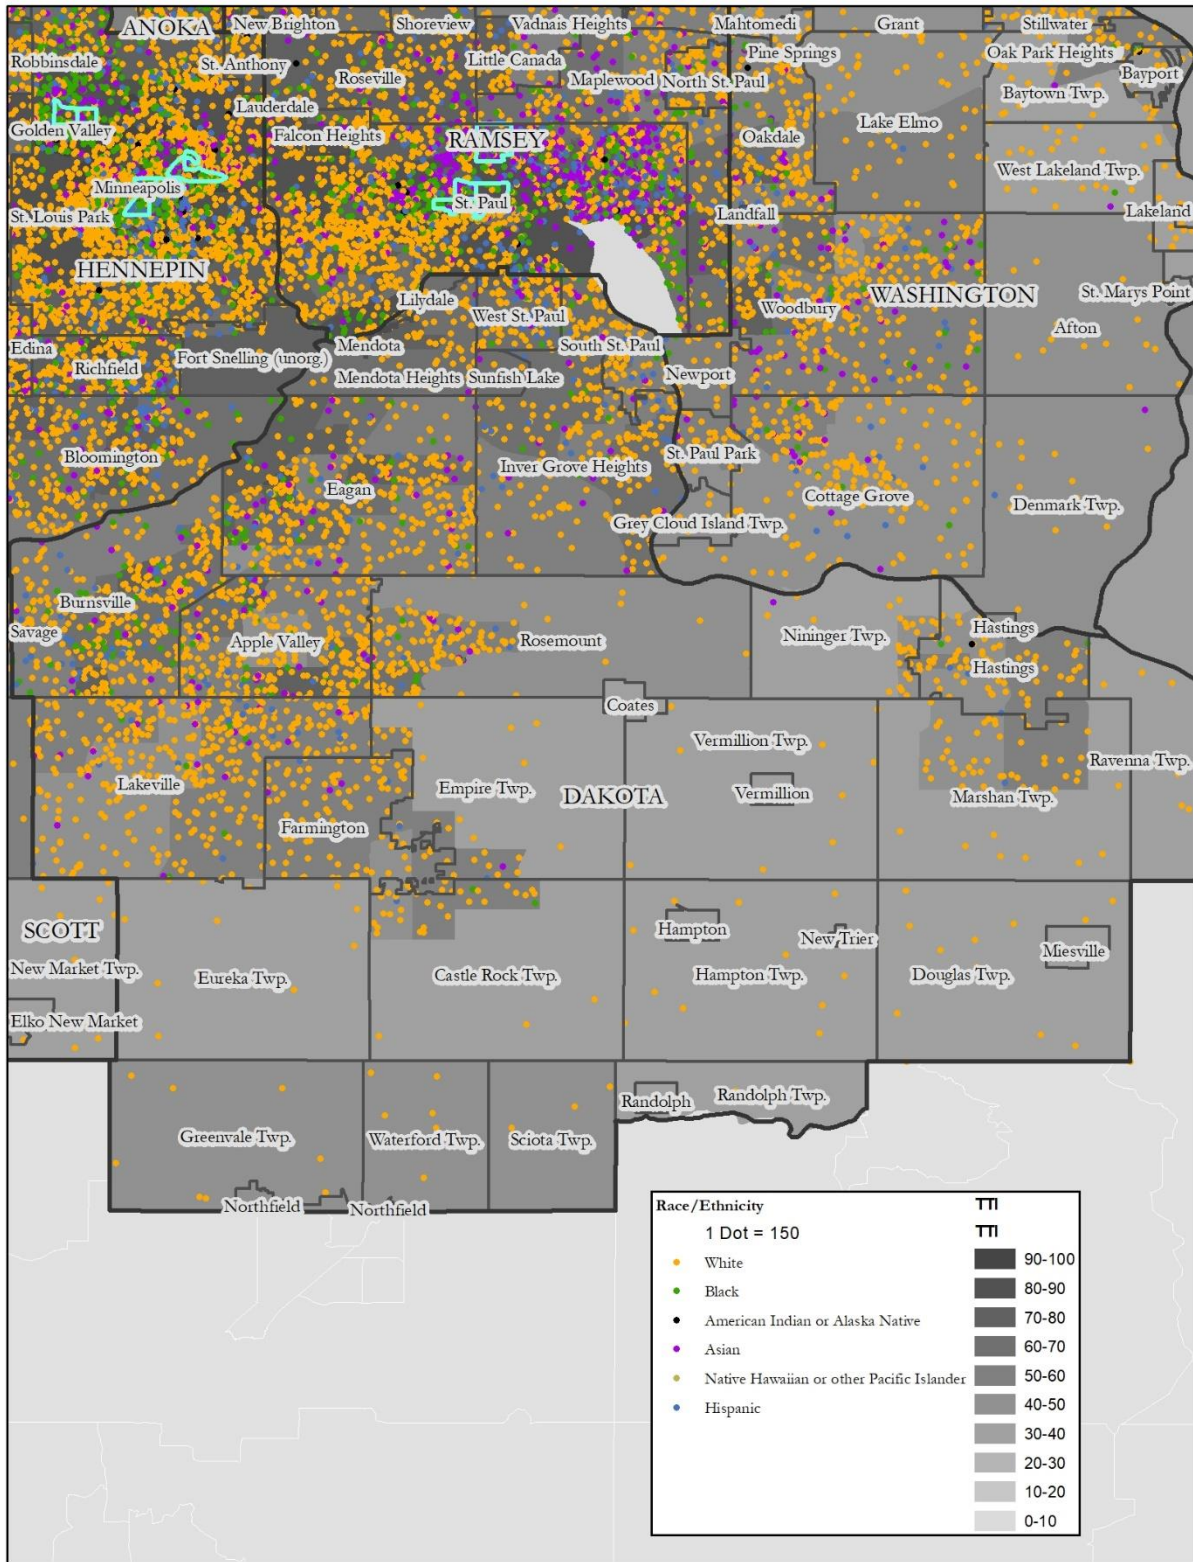 ANOKA
New Brighton
Shoreview
Vadnais Heights
Mahtomedi
Grant
Stillwater
Robbinsdale
St. Anthony
Roseville
Little Canada
Maplewood
North St. Paul
Pine Springs
Oak Park Heights
Bayport
Baytown Twp.
Golden Valley
Lauderdale
Falcon Heights
RAMSEY
Oakdale
Lake Elmo
West Lakeland Twp.
Minneapolis
St. Louis Park
St. Paul
Landfall
Lakeland
HENNEPIN
Lilydale
West St. Paul
Woodbury
WASHINGTON
St. Marys Point
Afton
Edina
Richfield
Fort Snelling (unorg.)
Mendota
South St. Paul
Mendota Heights
Sunfish Lake
Newport
Bloomington
Eagan
Inver Grove Heights
St. Paul Park
Cottage Grove
Denmark Twp.
Grey Cloud Island Twp.
Burnsville
Savage
Apple Valley
Rosemount
Nininger Twp.
Hastings
Hastings
Coates
Vermillion Twp.
Ravenna Twp.
Lakeville
Empire Twp.
DAKOTA
Vermillion
Marshan Twp.
Farmington
SCOTT
Hampton
New Trier
Miesville
New Market Twp.
Eureka Twp.
Castle Rock Twp.
Hampton Twp.
Douglas Twp.
Elko New Market
Randolph
Randolph Twp.
Greenvale Twp.
Waterford Twp.
Sciota Twp.
Northfield
Northfield
Race/Ethnicity
1 Dot = 150
White
Black
American Indian or Alaska Native
Asian
Native Hawaiian or other Pacific Islander
Hispanic
TTI
TTI
90-100
80-90
70-80
60-70
50-60
40-50
30-40
20-30
10-20
0-10